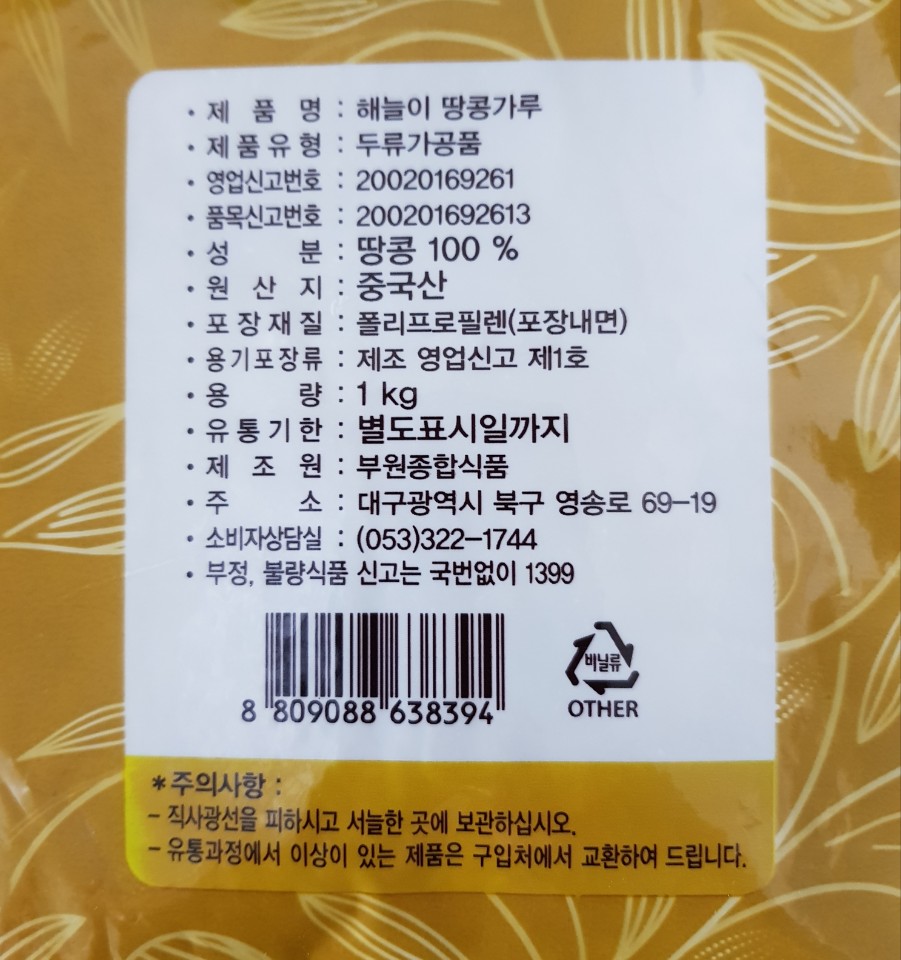 · 제 품 명 : 해늘이 땅콩가루
· 제품유형 : 두류가공품
· 영업신고번호 : 20020169261
· 품목신고번호 : 200201692613
· 성 분 : 땅콩 100 %
· 원 산 지 : 중국산
· 포장재질 : 폴리프로필렌(포장내면)
· 용기포장류 : 제조 영업신고 제1호
· 용 량 : 1 kg
· 유통기한 : 별도표시일까지
· 제 조 원 : 부원종합식품
· 주 소 : 대구광역시 북구 영송로 69-19
· 소비자상담실 : (053)322-1744
· 부정, 불량식품 신고는 국번없이 1399
비닐류
OTHER
8 809088 638394
*주의사항 :
- 직사광선을 피하시고 서늘한 곳에 보관하십시오.
- 유통과정에서 이상이 있는 제품은 구입처에서 교환하여 드립니다.